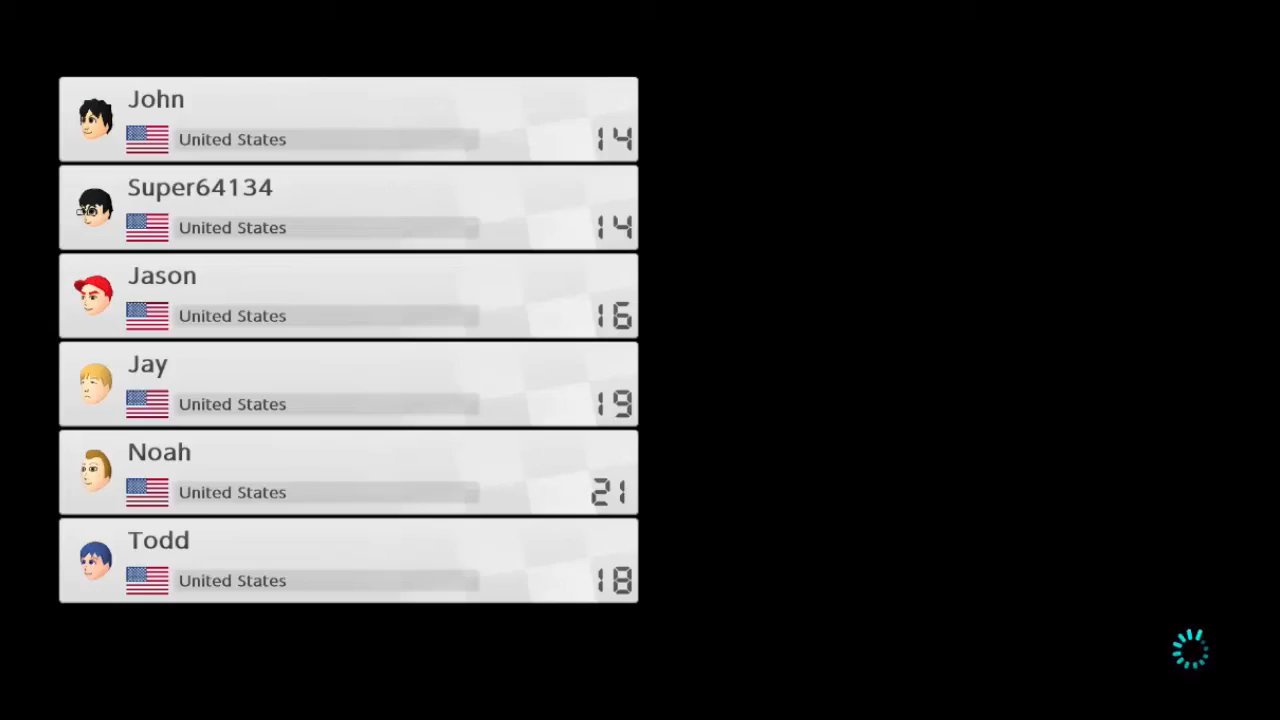 John
United States 14
Super64134
United States 14
Jason
United States 16
Jay
United States 19
Noah
United States 21
Todd
United States 18